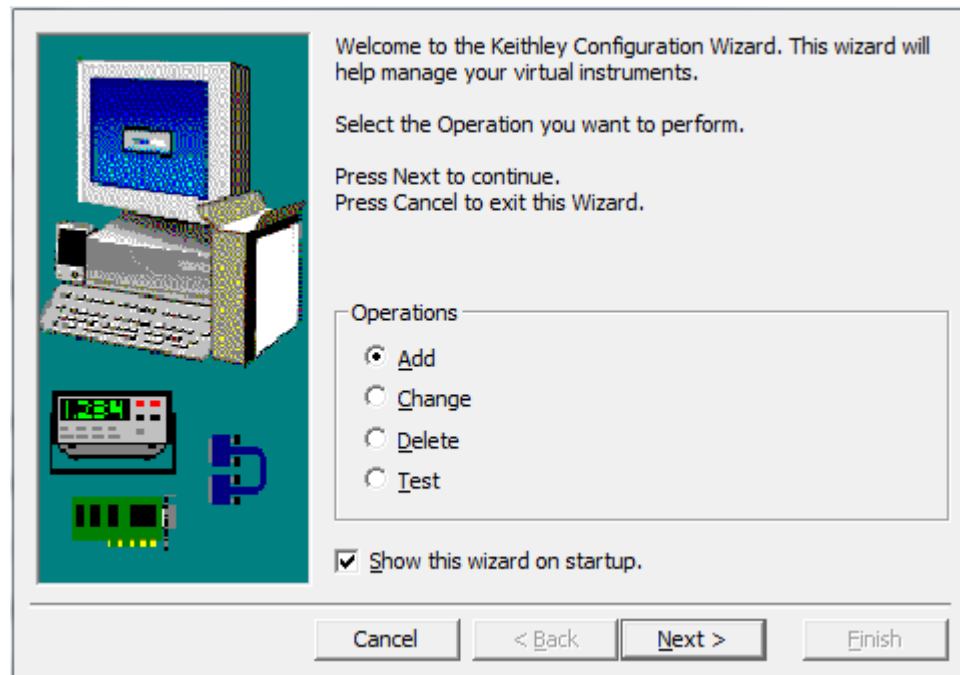 Welcome to the Keithley Configuration Wizard. This wizard will
help manage your virtual instruments.
Select the Operation you want to perform.
Press Next to continue.
Press Cancel to exit this Wizard.
Operations
Add
Change
Delete
Test
1.234
Show this wizard on startup.
Cancel
< Back
Next >
Finish